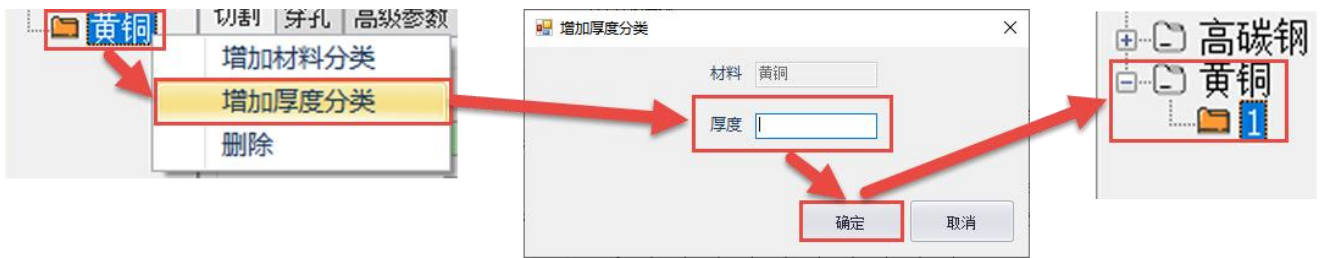 黄铜
切割 穿孔 高级参数
增加材料分类
增加厚度分类
删除
增加厚度分类
材料 黄铜
厚度
确定 取消
高碳钢
黄铜
1